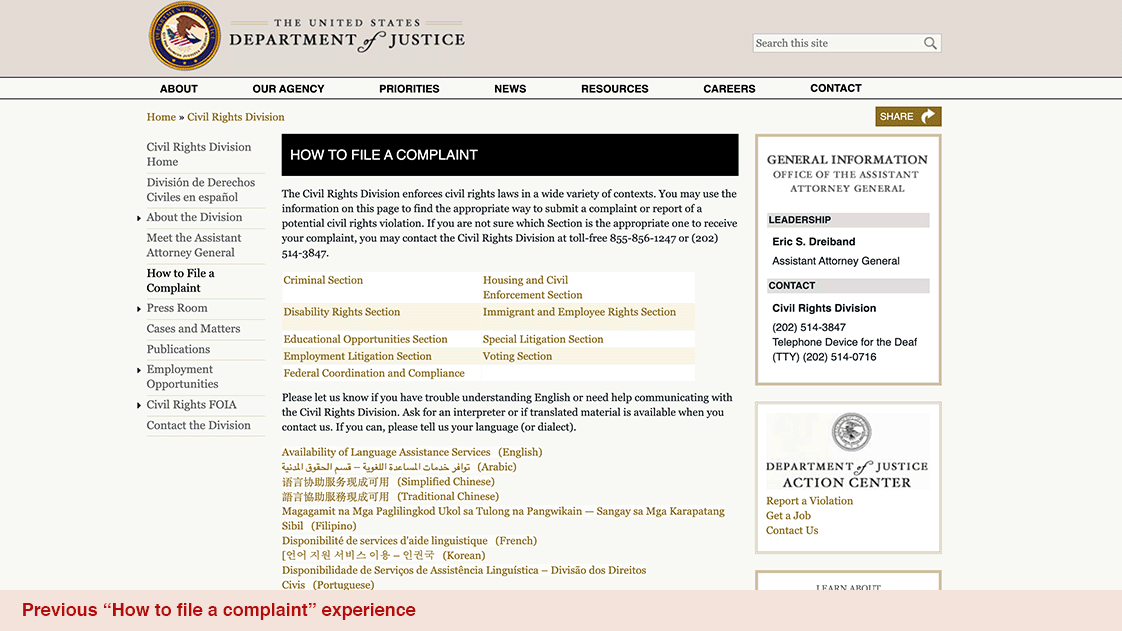 THE UNITED STATES
DEPARTMENT of JUSTICE
Search this site
ABOUT
OUR AGENCY
PRIORITIES
NEWS
RESOURCES
CAREERS
CONTACT
Home » Civil Rights Division
SHARE
Civil Rights Division
Home
División de Derechos
Civiles en español
About the Division
Meet the Assistant
Attorney General
How to File a
Complaint
Press Room
Cases and Matters
Publications
Employment
Opportunities
Civil Rights FOIA
Contact the Division
HOW TO FILE A COMPLAINT
The Civil Rights Division enforces civil rights laws in a wide variety of contexts. You may use the
information on this page to find the appropriate way to submit a complaint or report of a
potential civil rights violation. If you are not sure which Section is the appropriate one to receive
your complaint, you may contact the Civil Rights Division at toll-free 855-856-1247 or (202)
514-3847.
Criminal Section
Housing and Civil
Enforcement Section
Disability Rights Section
Immigrant and Employee Rights Section
Educational Opportunities Section
Special Litigation Section
Employment Litigation Section
Voting Section
Federal Coordination and Compliance
Please let us know if you have trouble understanding English or need help communicating with
the Civil Rights Division. Ask for an interpreter or if translated material is available when you
contact us. If you can, please tell us your language (or dialect).
Availability of Language Assistance Services (English)
توافر خدمات المساعدة اللغوية – قسم الحقوق المدنية (Arabic)
语言协助服务现成可用 (Simplified Chinese)
語言協助服務現成可用 (Traditional Chinese)
Magagamit na Mga Paglilingkod Ukol sa Tulong na Pangwikain — Sangay sa Mga Karapatang
Sibil (Filipino)
Disponibilité de services d'aide linguistique (French)
[언어 지원 서비스 이용 – 인권국 (Korean)
Disponibilidade de Serviços de Assistência Linguística – Divisão dos Direitos
Civis (Portuguese)
GENERAL INFORMATION
OFFICE OF THE ASSISTANT
ATTORNEY GENERAL
LEADERSHIP
Eric S. Dreiband
Assistant Attorney General
CONTACT
Civil Rights Division
(202) 514-3847
Telephone Device for the Deaf
(TTY) (202) 514-0716
DEPARTMENT of JUSTICE
ACTION CENTER
Report a Violation
Get a Job
Contact Us
LEARN ABOUT
Previous “How to file a complaint” experience